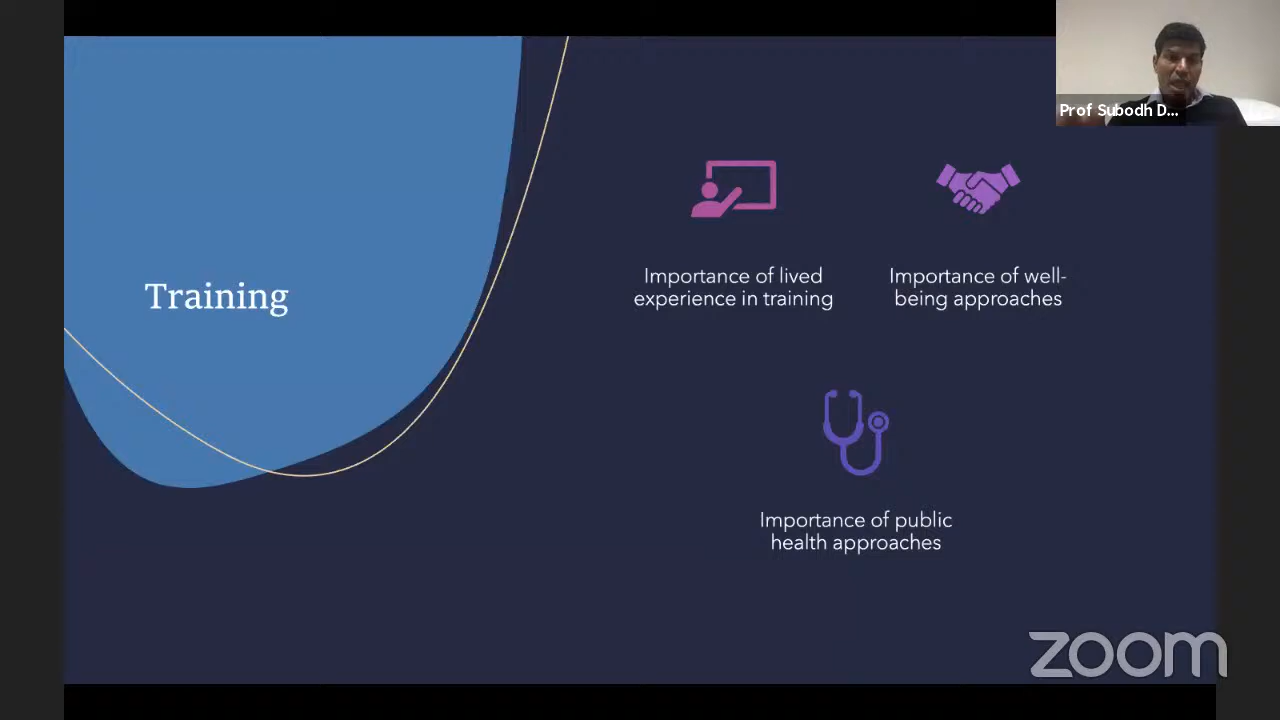 Prof Subodh D...
Training
Importance of lived
experience in training
Importance of well-
being approaches
Importance of public
health approaches
zoom